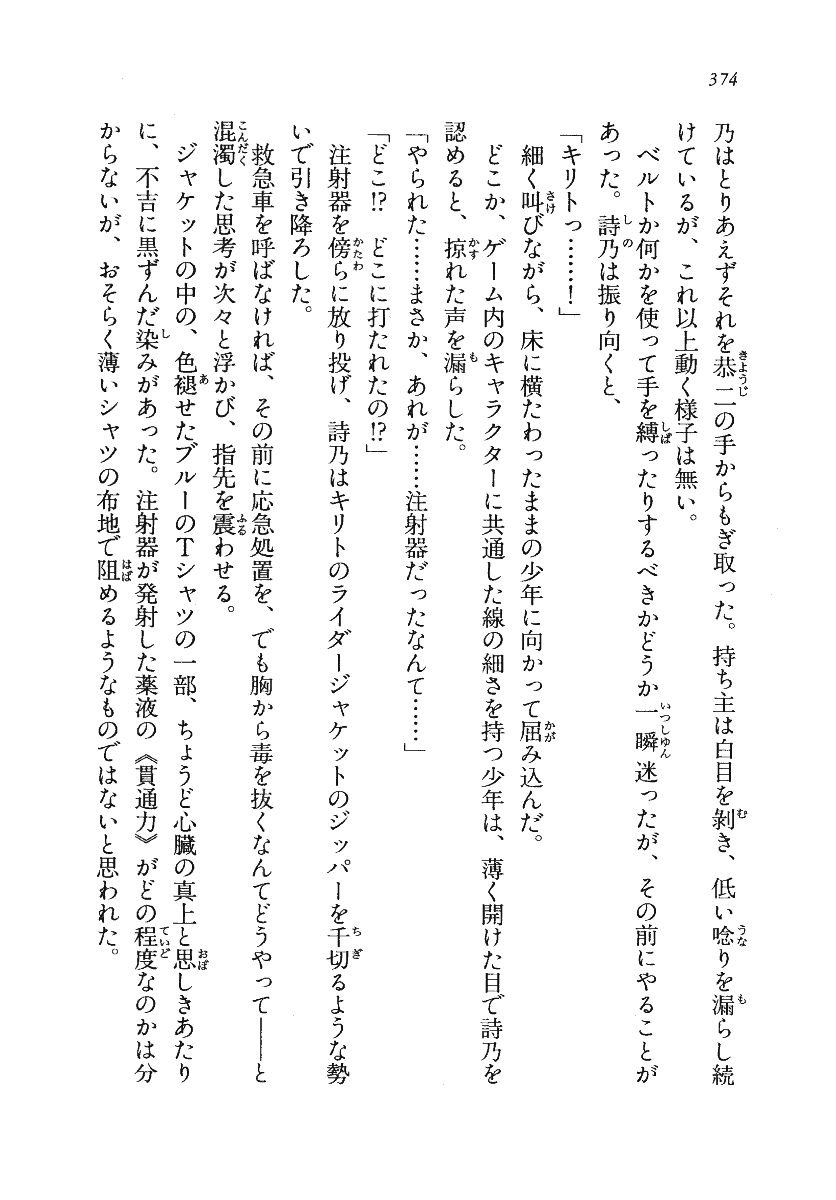 374
乃はとりあえずそれを恭二の手からもぎ取った。持ち主は白目を剝き、低い唸りを漏らし続
けているが、これ以上動く様子は無い。
ベルトか何かを使って手を縛ったりするべきかどうか一瞬迷ったが、その前にやることが
あった。詩乃は振り向くと、
「キリトっ……！」
細く叫びながら、床に横たわったままの少年に向かって屈み込んだ。
どこか、ゲーム内のキャラクターに共通した線の細さを持つ少年は、薄く開けた目で詩乃を
認めると、掠れた声を漏らした。
「やられた……まさか、あれが……注射器だったなんて……」
「どこ!?　どこに打たれたの!?」
注射器を傍らに放り投げ、詩乃はキリトのライダージャケットのジッパーを千切るような勢
いで引き降ろした。
救急車を呼ばなければ、その前に応急処置を、でも胸から毒を抜くなんてどうやって――と
混濁した思考が次々と浮かび、指先を震わせる。
ジャケットの中の、色褪せたブルーのTシャツの一部、ちょうど心臓の真上と思しきあたり
に、不吉に黒ずんだ染みがあった。注射器が発射した薬液の《貫通力》がどの程度なのかは分
からないが、おそらく薄いシャツの布地で阻めるようなものではないと思われた。